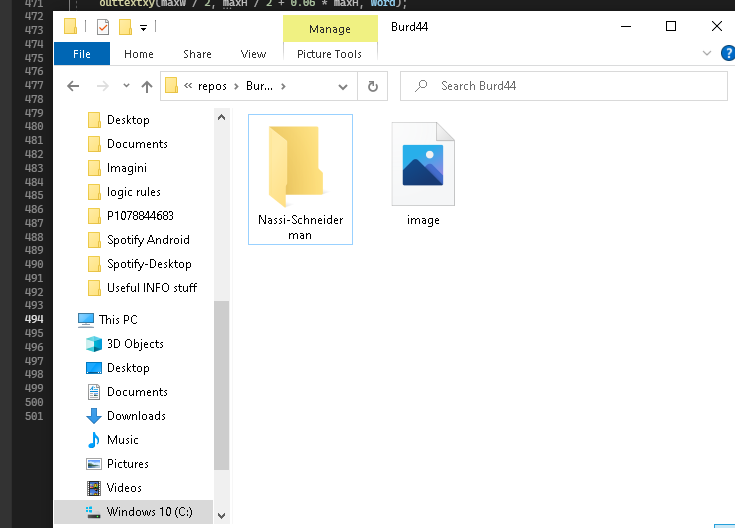 471 outtextxy(maxW / 2, maxH / 2 + 0.06 * maxH, Word);
472
473
474
475
476
477
478
479
480
481
482
483
484
485
486
487
488
489
490
491
492
493
494
495
496
497
498
499
500
501
Manage
Burd44
File
Home
Share
View
Picture Tools
?
« repos > Bur... >
Search Burd44
Desktop
Documents
Imagini
logic rules
P1078844683
Spotify Android
Spotify-Desktop
Useful INFO stuff
This PC
3D Objects
Desktop
Documents
Downloads
Music
Pictures
Videos
Windows 10 (C:)
Nassi-Schneider
man
image